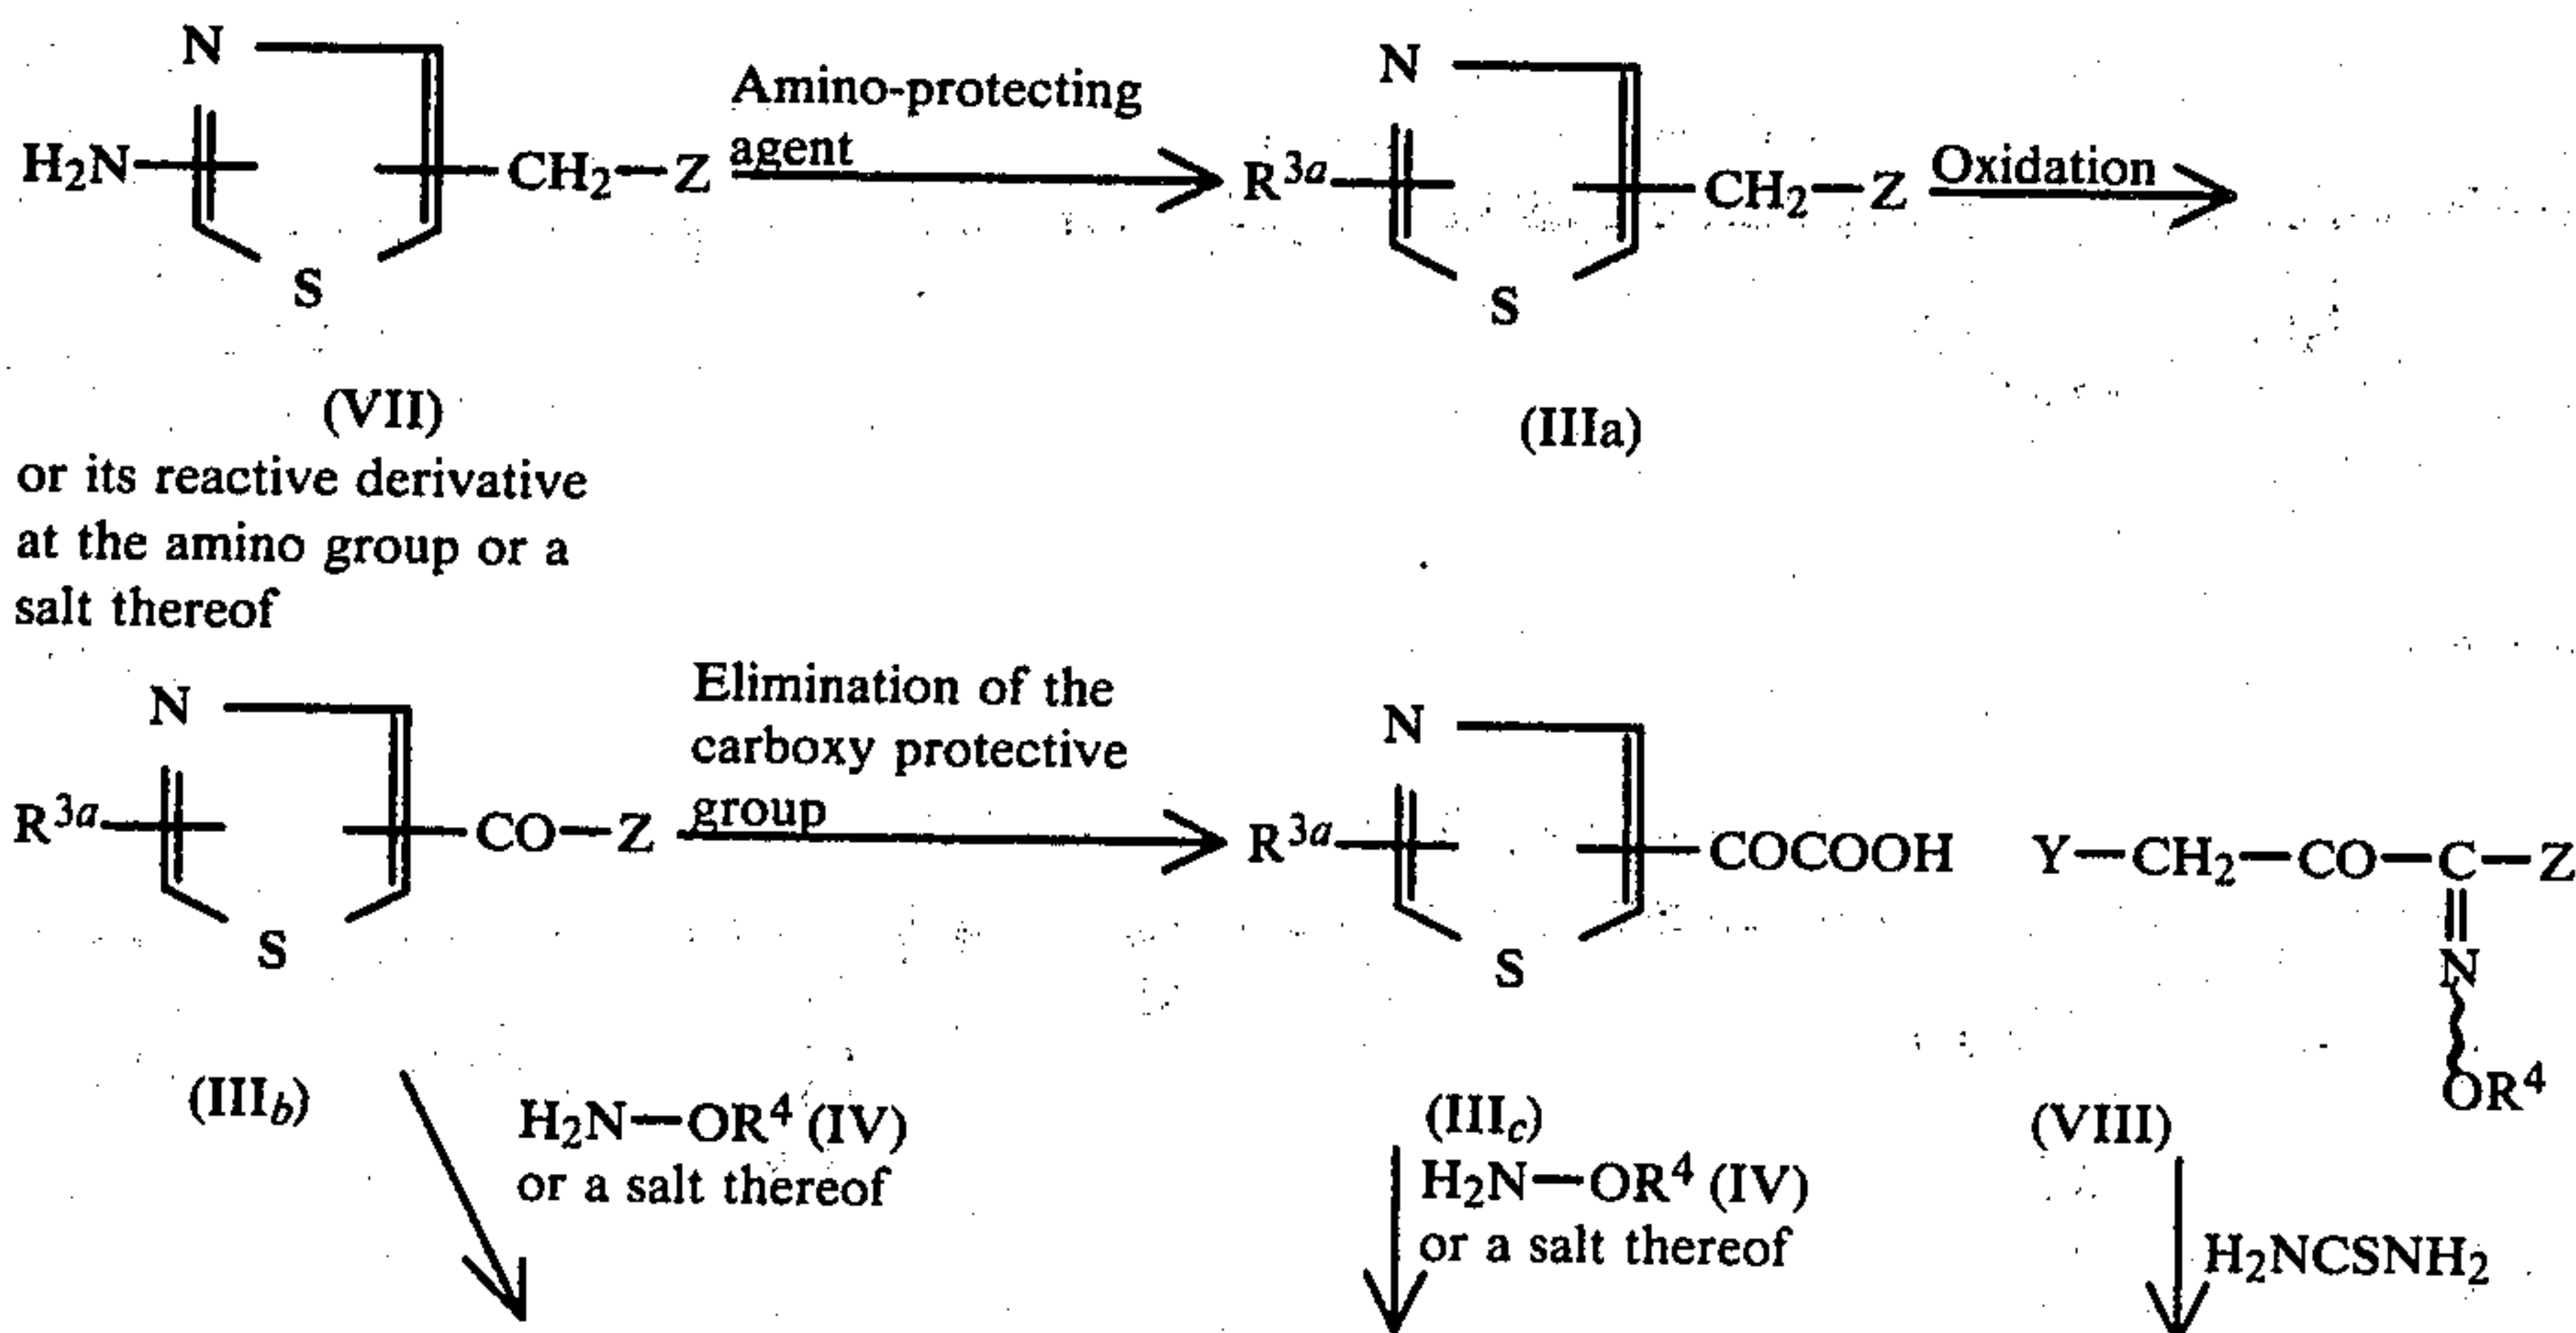 N
H₂N— —CH₂—Z
S
(VII)
or its reactive derivative
at the amino group or a
salt thereof
Amino-protecting
agent
N
R³ᵃ— —CH₂—Z
S
(IIIa)
Oxidation
N
R³ᵃ— —CO—Z
S
(III_b)
Elimination of the
carboxy protective
group
N
R³ᵃ— —COCOOH
S
(III_c)
Y—CH₂—CO—C—Z
N
OR⁴
(VIII)
H₂N—OR⁴ (IV)
or a salt thereof
H₂N—OR⁴ (IV)
or a salt thereof
H₂NCSNH₂